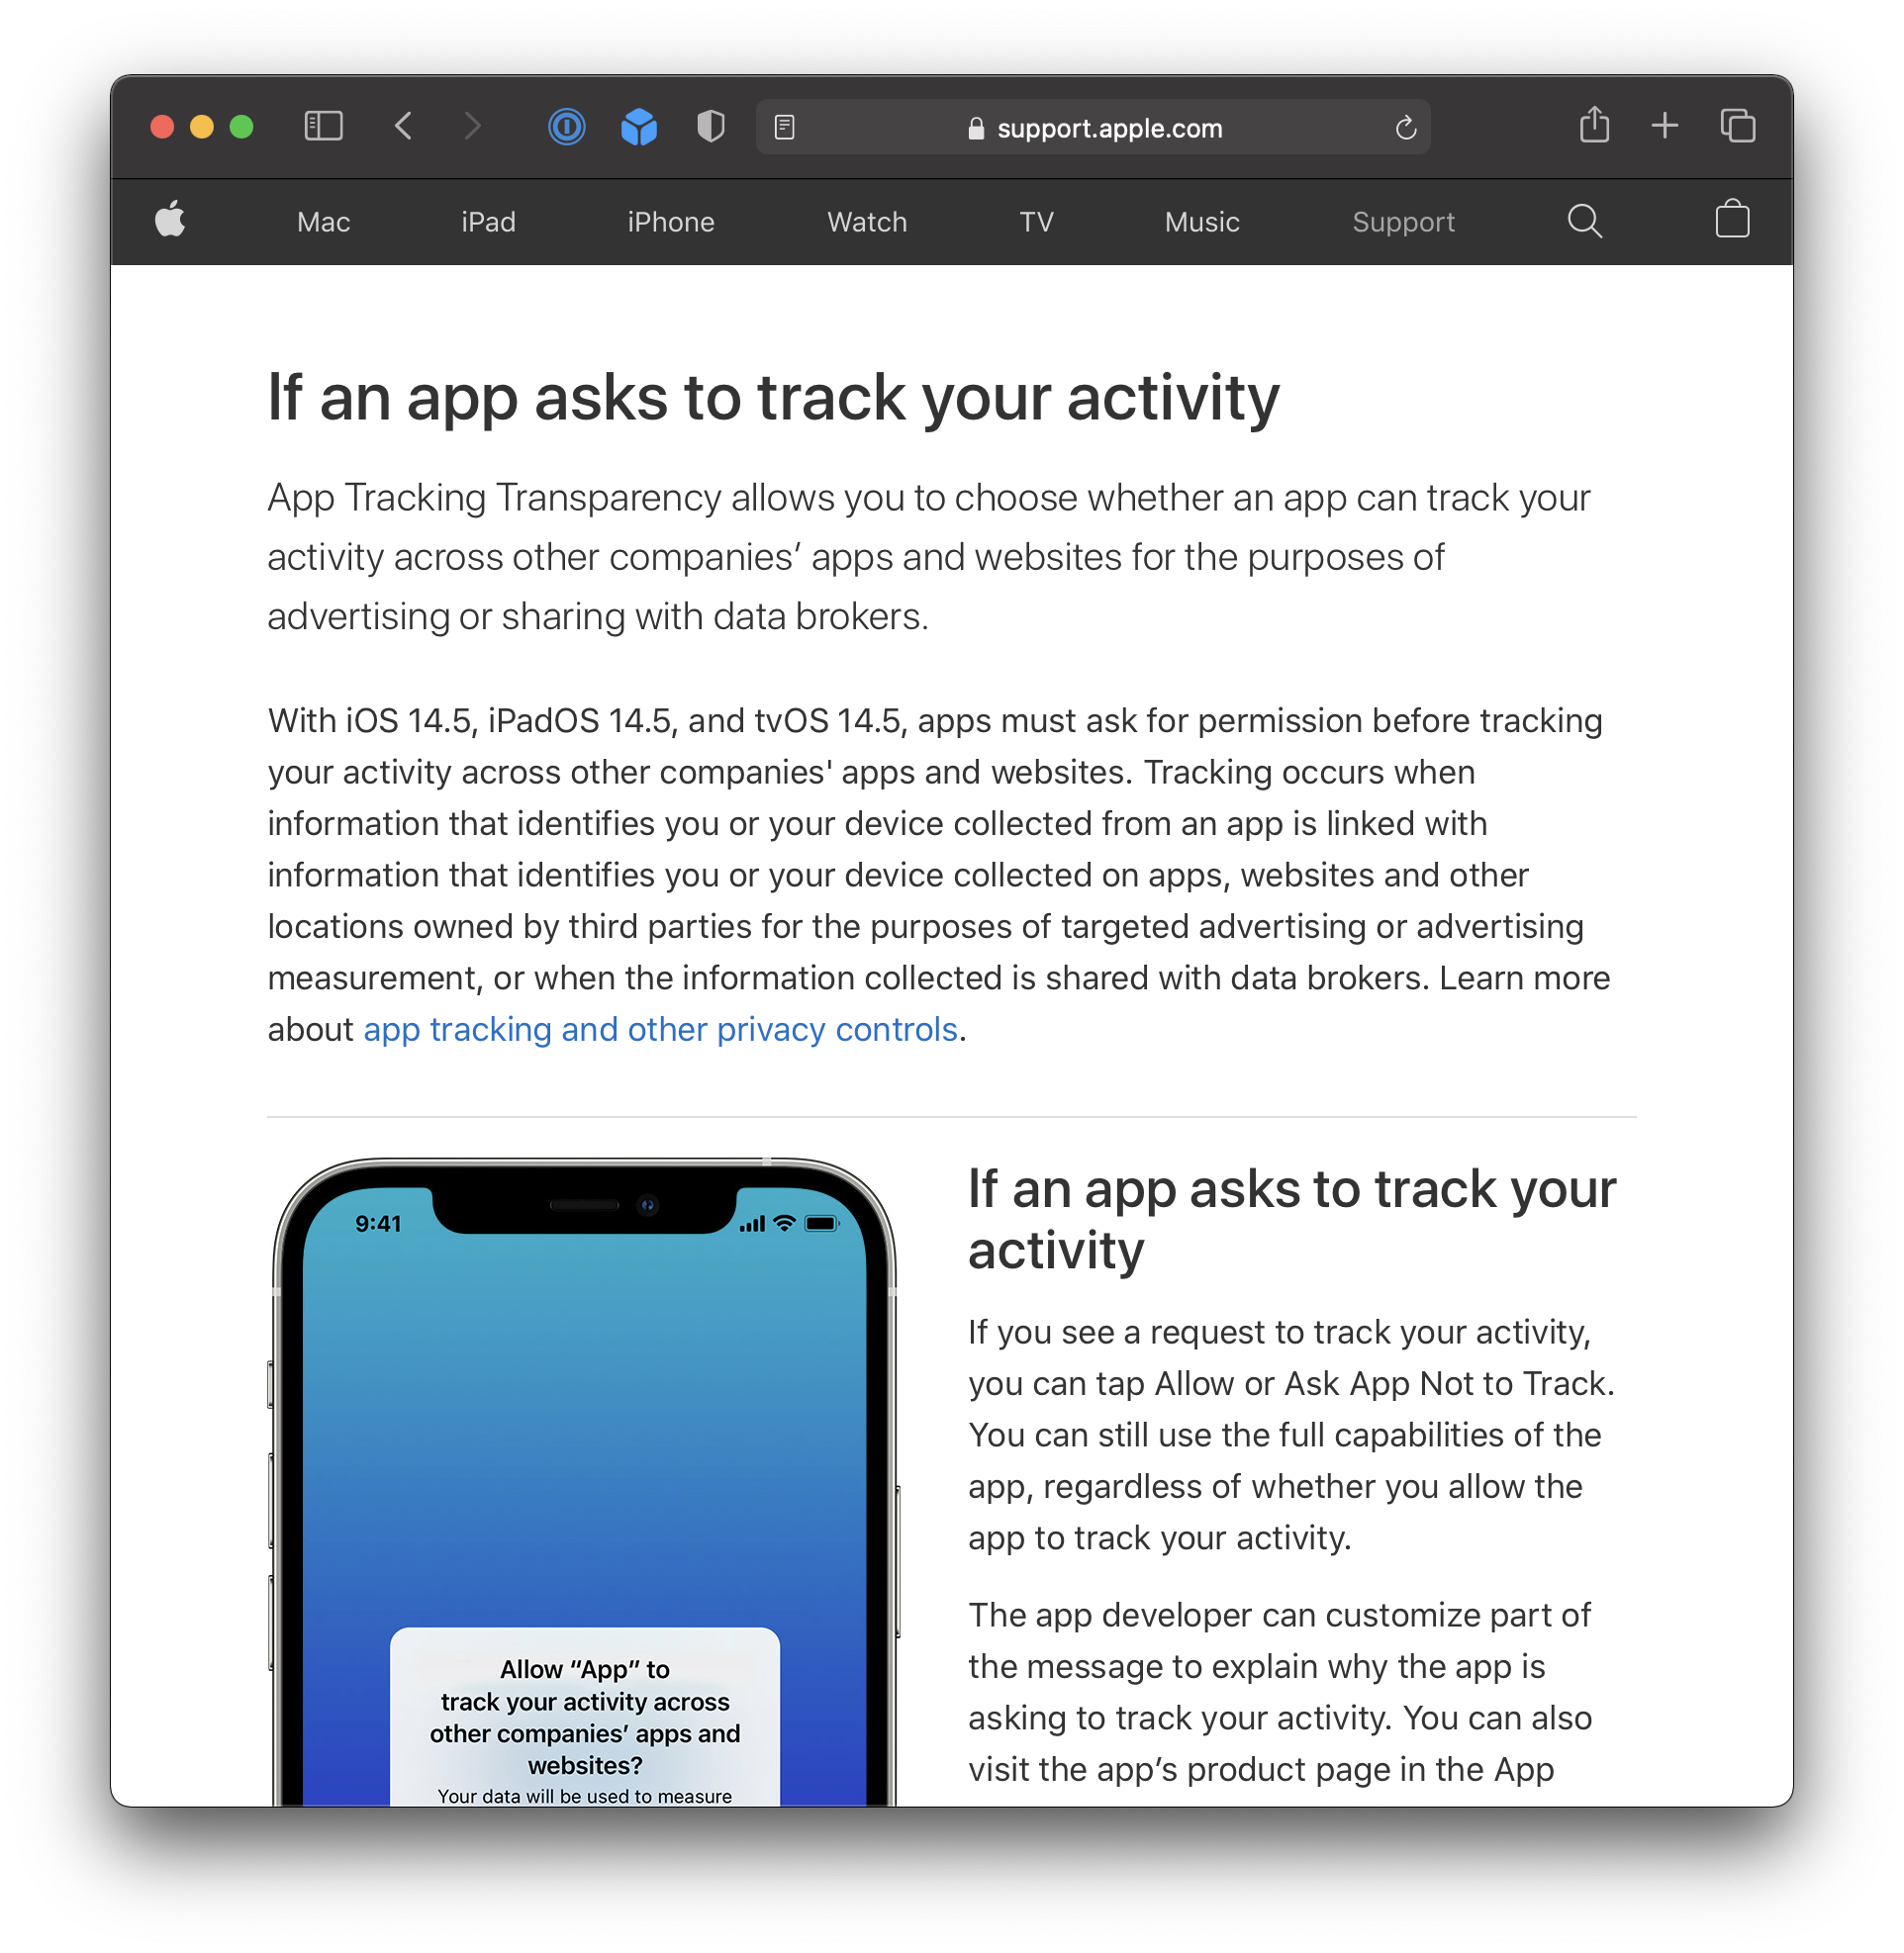 support.apple.com
Mac iPad iPhone Watch TV Music Support
If an app asks to track your activity
App Tracking Transparency allows you to choose whether an app can track your
activity across other companies’ apps and websites for the purposes of
advertising or sharing with data brokers.
With iOS 14.5, iPadOS 14.5, and tvOS 14.5, apps must ask for permission before tracking
your activity across other companies' apps and websites. Tracking occurs when
information that identifies you or your device collected from an app is linked with
information that identifies you or your device collected on apps, websites and other
locations owned by third parties for the purposes of targeted advertising or advertising
measurement, or when the information collected is shared with data brokers. Learn more
about app tracking and other privacy controls.
9:41
Allow “App” to
track your activity across
other companies’ apps and
websites?
Your data will be used to measure
If an app asks to track your
activity
If you see a request to track your activity,
you can tap Allow or Ask App Not to Track.
You can still use the full capabilities of the
app, regardless of whether you allow the
app to track your activity.
The app developer can customize part of
the message to explain why the app is
asking to track your activity. You can also
visit the app’s product page in the App